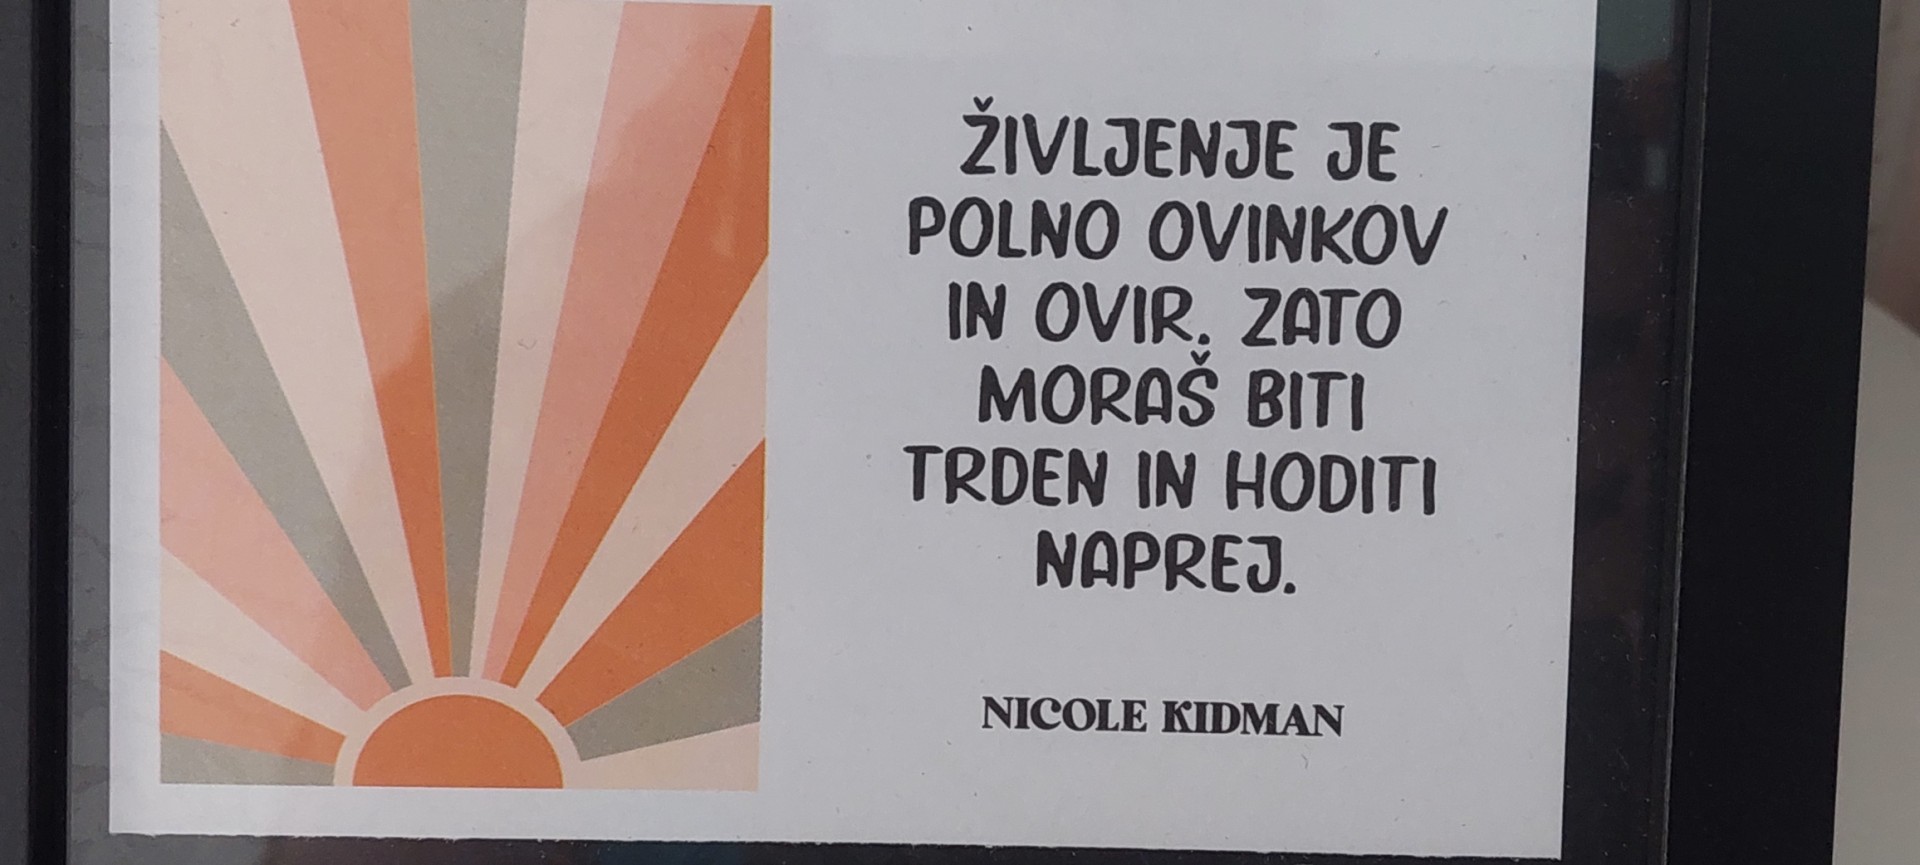 ŽIVLJENJE JE
POLNO OVINKOV
IN OVIR. ZATO
MORAŠ BITI
TRDEN IN HODITI
NAPREJ.
NICOLE KIDMAN